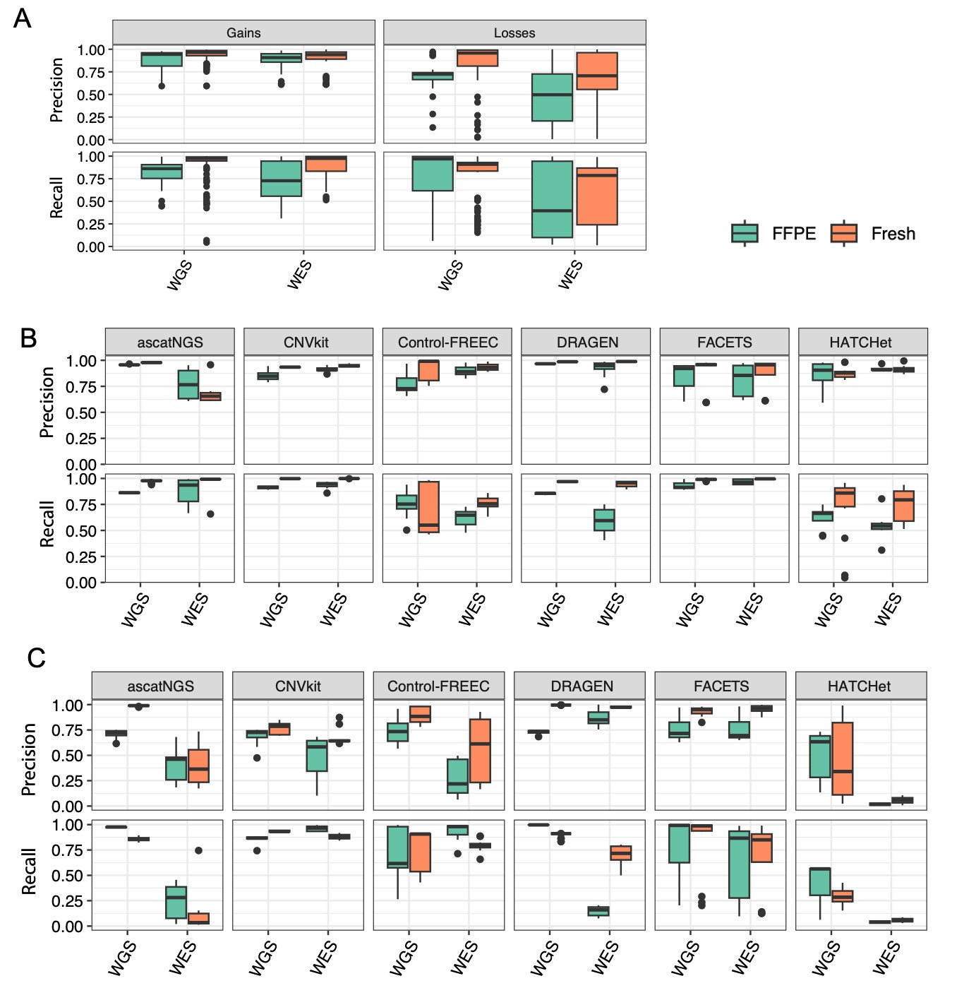 A
Gains Losses
Precision
1.00
0.75
0.50
0.25
0.00
Recall
1.00
0.75
0.50
0.25
0.00
WGS WES WGS WES
FFPE Fresh
B
ascatNGS CNVkit Control-FREEC DRAGEN FACETS HATCHet
Precision
1.00
0.75
0.50
0.25
0.00
Recall
1.00
0.75
0.50
0.25
0.00
WGS WES WGS WES WGS WES WGS WES WGS WES WGS WES
C
ascatNGS CNVkit Control-FREEC DRAGEN FACETS HATCHet
Precision
1.00
0.75
0.50
0.25
0.00
Recall
1.00
0.75
0.50
0.25
0.00
WGS WES WGS WES WGS WES WGS WES WGS WES WGS WES